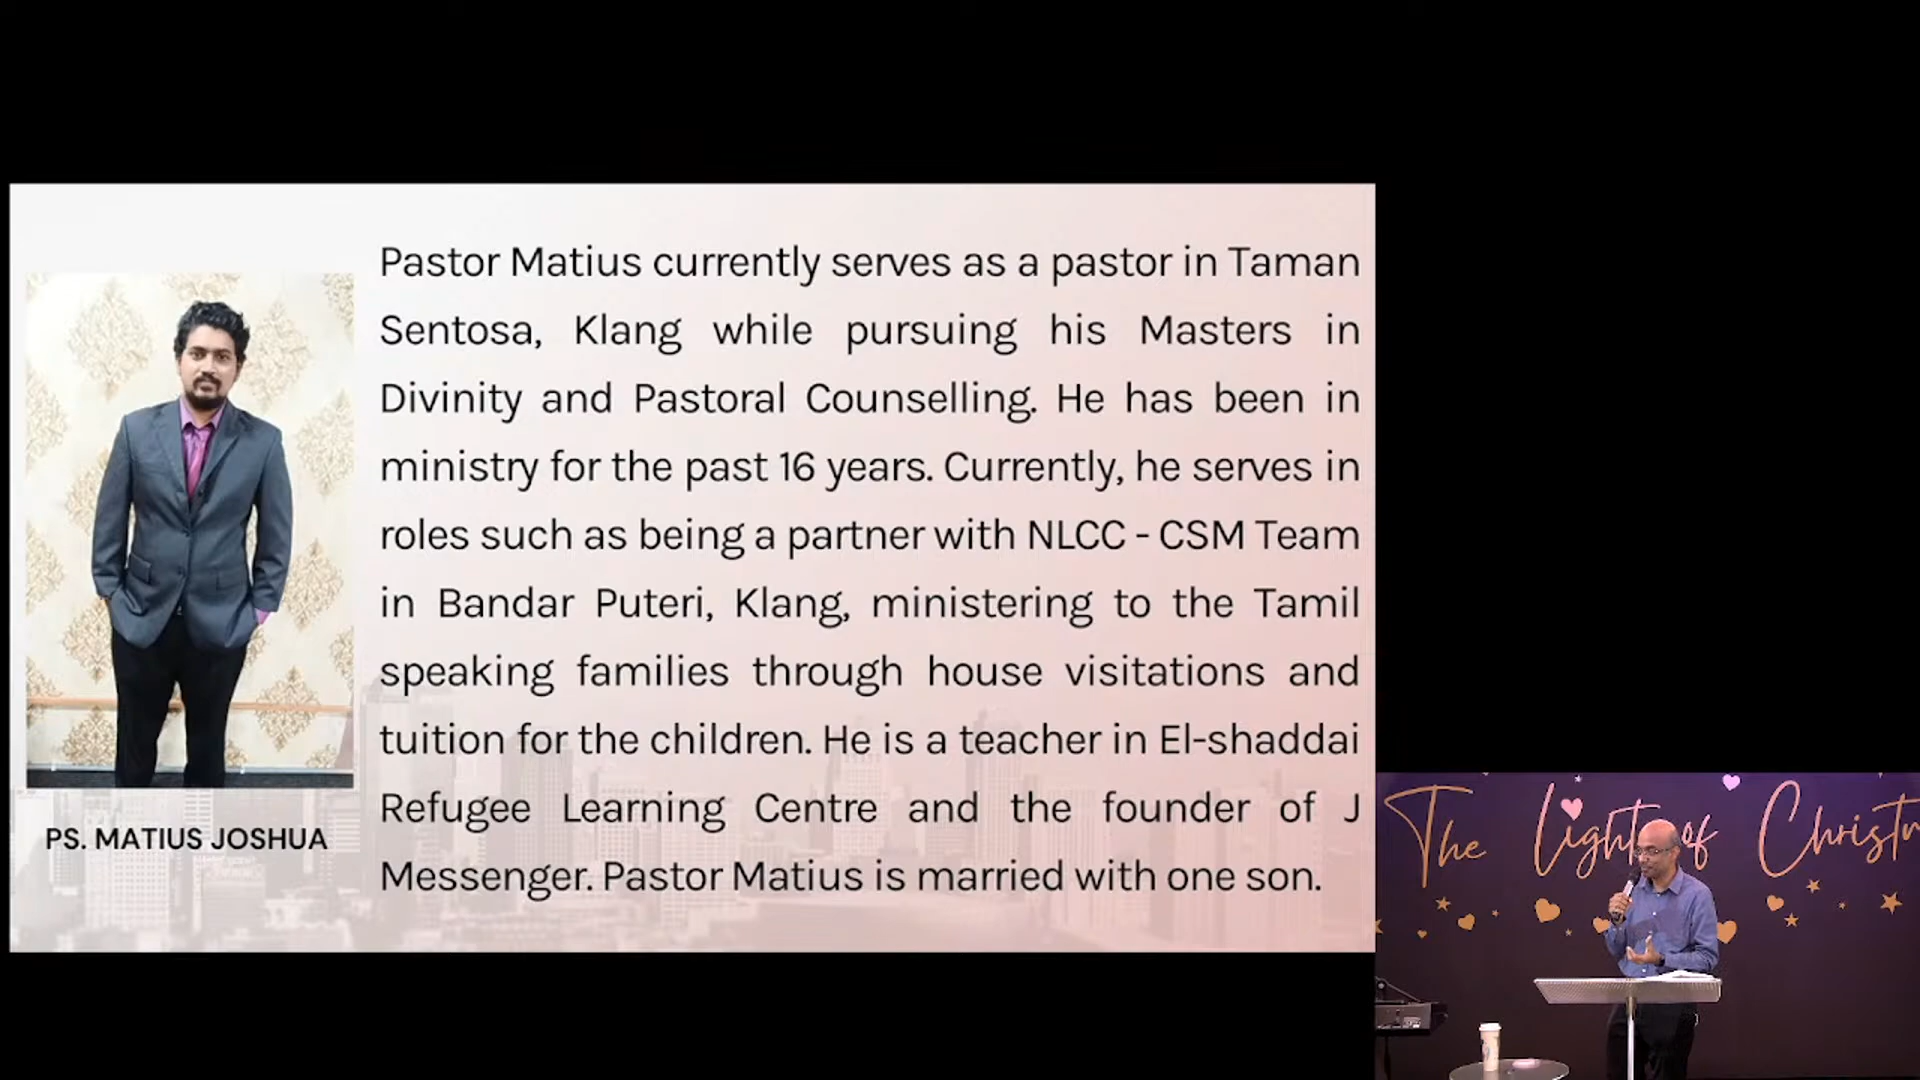 Pastor Matius currently serves as a pastor in Taman
Sentosa, Klang while pursuing his Masters in
Divinity and Pastoral Counselling. He has been in
ministry for the past 16 years. Currently, he serves in
roles such as being a partner with NLCC - CSM Team
in Bandar Puteri, Klang, ministering to the Tamil
speaking families through house visitations and
tuition for the children. He is a teacher in El-shaddai
Refugee Learning Centre and the founder of J
Messenger. Pastor Matius is married with one son.
PS. MATIUS JOSHUA
The Lights of Christm